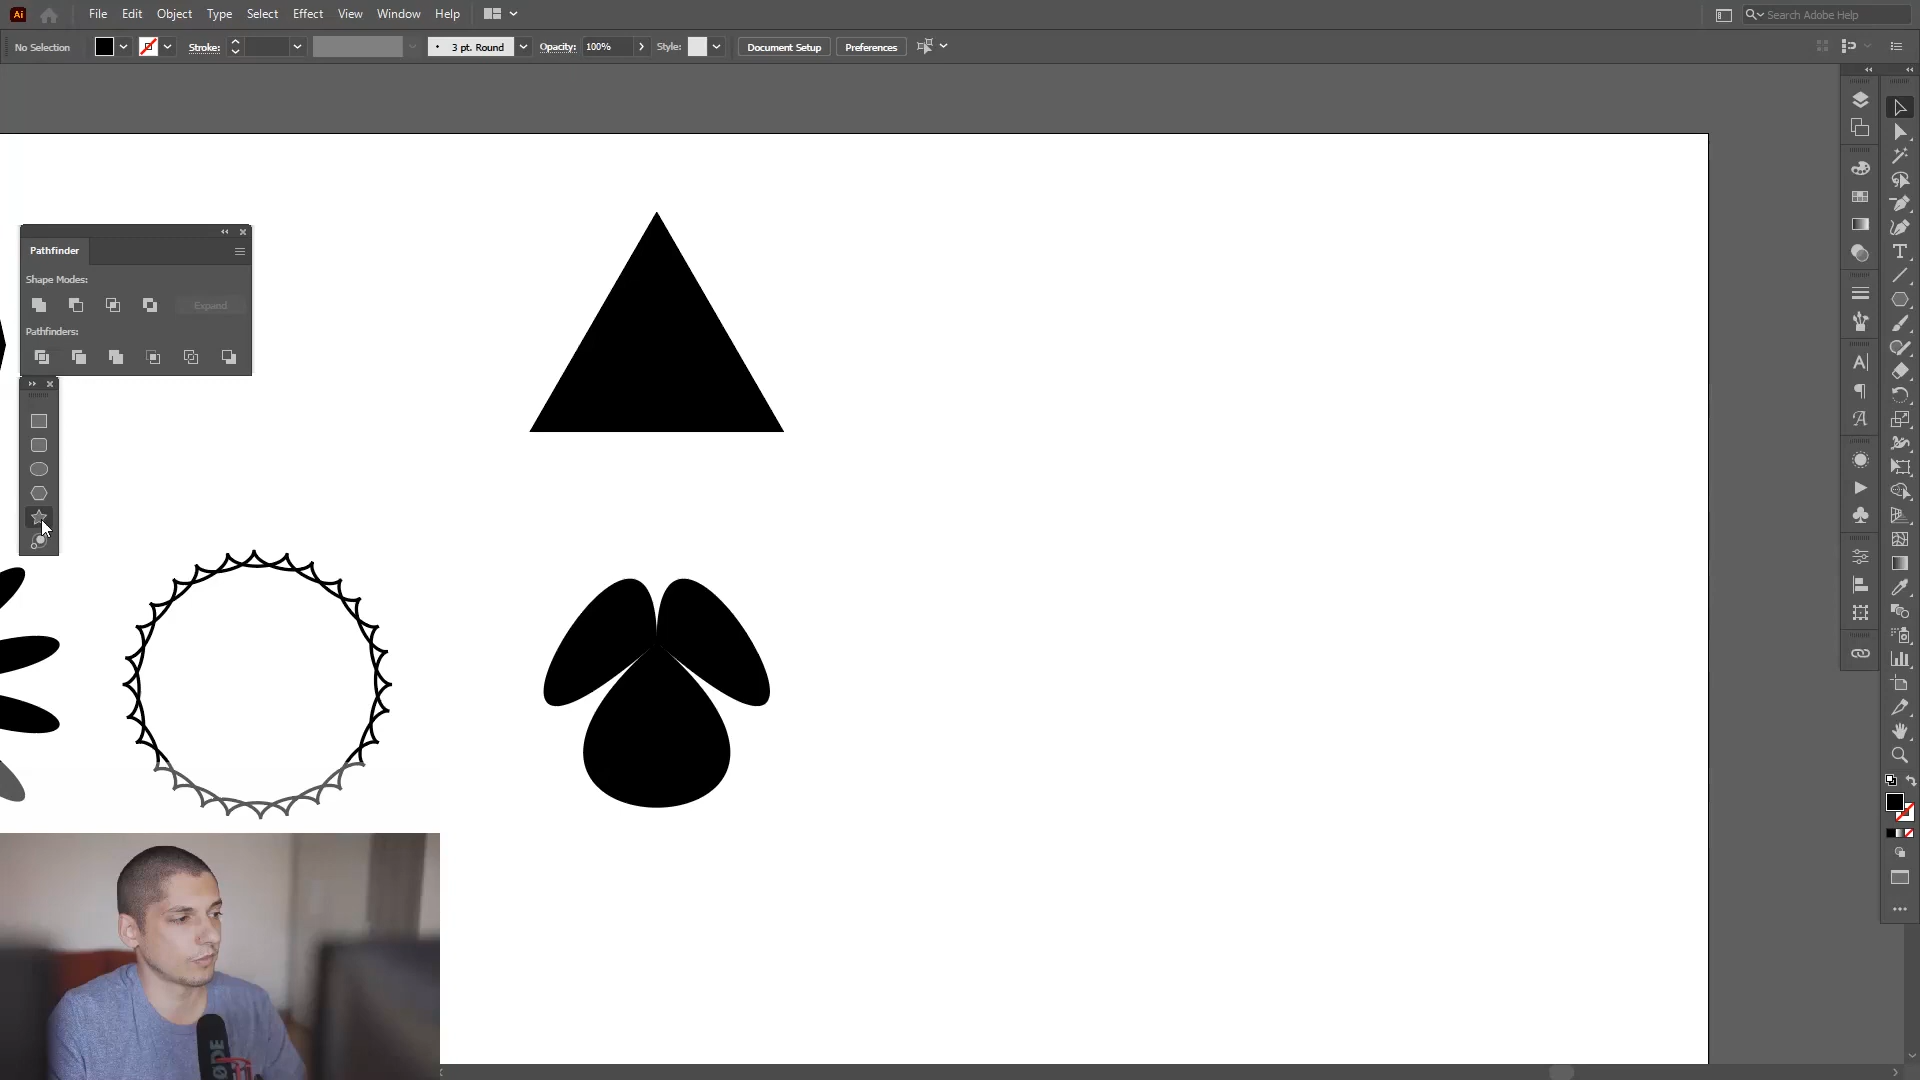 Ai File Edit Object Type Select Effect View Window Help Search Adobe Help
No Selection Stroke: 3 pt. Round Opacity: 100% Style: Document Setup Preferences
Pathfinder
Shape Modes:
Expand
Pathfinders:
RØDE